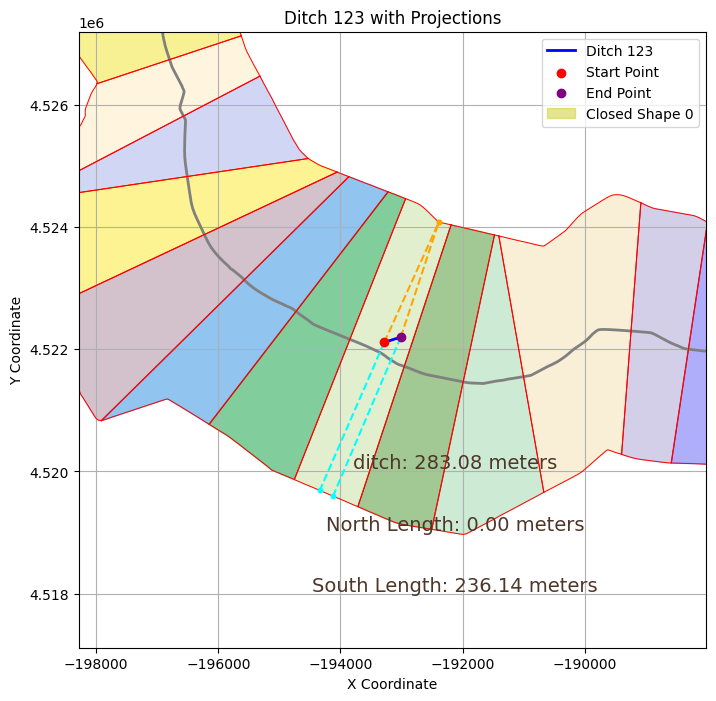 Ditch 123 with Projections
1e6
Ditch 123
Start Point
End Point
Closed Shape 0
4.526
4.524
4.522
4.520
4.518
Y Coordinate
ditch: 283.08 meters
North Length: 0.00 meters
South Length: 236.14 meters
−198000 −196000 −194000 −192000 −190000
X Coordinate